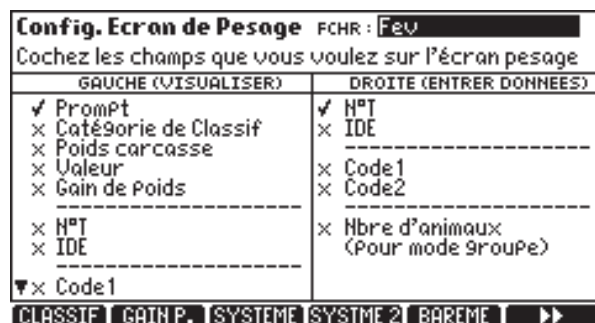 Config. Ecran de Pesage FCHR : Fev
Cochez les champs que vous voulez sur l'écran pesage
GAUCHE (VISUALISER)
✓ Prompt
× Catégorie de Classif
× Poids carcasse
× Valeur
× Gain de Poids
--------------------
× N°T
× IDE
--------------------
▼× Code1
DROITE (ENTRER DONNEES)
✓ N°T
× IDE
--------------------
× Code1
× Code2
--------------------
× Nbre d'animaux
(Pour mode groupe)
CLASSIF GAIN P. SYSTEME SYSTME 2 BAREME ▶▶